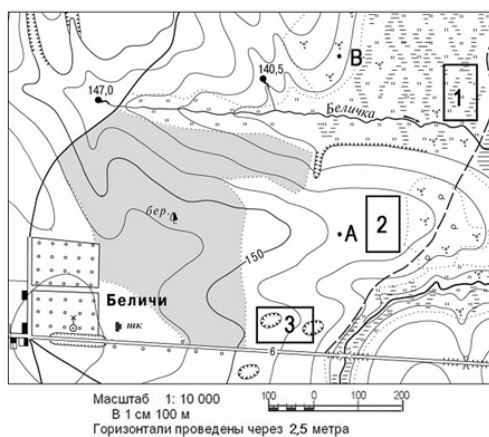 147,0
140,5
В
1
Беличка
бер.
А
2
150
Беличи
шк
3
6
Масштаб 1: 10 000
В 1 см 100 м
100 0 100 200
Горизонтали проведены через 2,5 метра